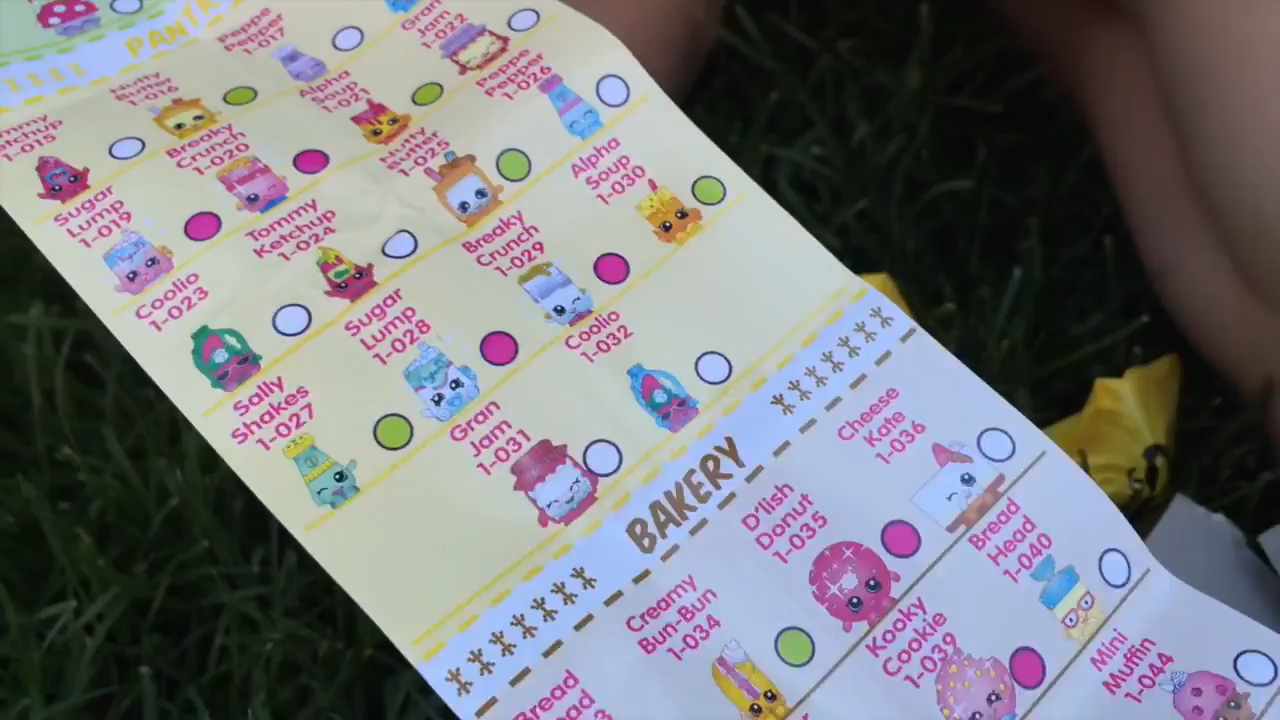 PANTRY
Peppe
Pepper
1-017
Gran
Jam
1-022
Nutty
Butter
1-016
Alpha
Soup
1-021
Peppe
Pepper
1-026
1-015
Breaky
Crunch
1-020
Nutty
Butter
1-025
Alpha
Soup
1-030
Sugar
Lump
1-019
Tommy
Ketchup
1-024
Breaky
Crunch
1-029
Coolio
1-023
Sugar
Lump
1-028
Coolio
1-032
Sally
Shakes
1-027
Gran
Jam
1-031
BAKERY
Cheese
Kate
1-036
D'lish
Donut
1-035
Bread
Head
1-040
Creamy
Bun-Bun
1-034
Kooky
Cookie
1-039
Mini
Muffin
1-044
Bread